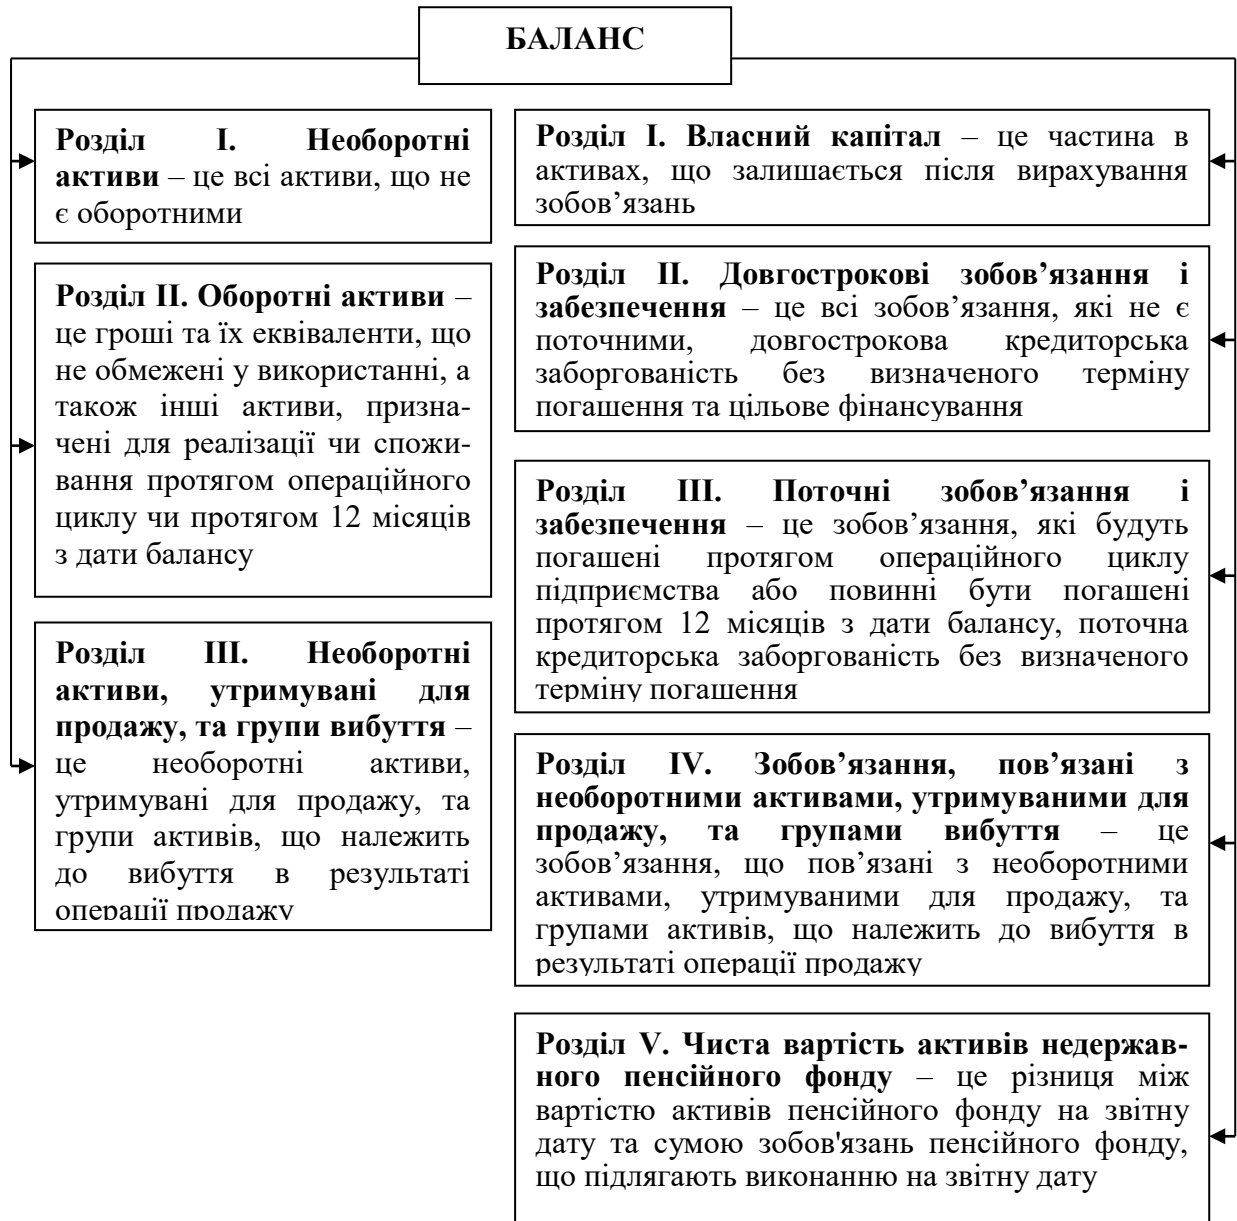 БАЛАНС
Розділ І. Необоротні
активи – це всі активи, що не
є оборотними
Розділ ІІ. Оборотні активи –
це гроші та їх еквіваленти, що
не обмежені у використанні, а
також інші активи, призна-
чені для реалізації чи спожи-
вання протягом операційного
циклу чи протягом 12 місяців
з дати балансу
Розділ ІІІ. Необоротні
активи, утримувані для
продажу, та групи вибуття –
це необоротні активи,
утримувані для продажу, та
групи активів, що належить
до вибуття в результаті
операції продажу
Розділ І. Власний капітал – це частина в
активах, що залишається після вирахування
зобов’язань
Розділ ІІ. Довгострокові зобов’язання і
забезпечення – це всі зобов’язання, які не є
поточними, довгострокова кредиторська
заборгованість без визначеного терміну
погашення та цільове фінансування
Розділ ІІІ. Поточні зобов’язання і
забезпечення – це зобов’язання, які будуть
погашені протягом операційного циклу
підприємства або повинні бути погашені
протягом 12 місяців з дати балансу, поточна
кредиторська заборгованість без визначеного
терміну погашення
Розділ IV. Зобов’язання, пов’язані з
необоротними активами, утримуваними для
продажу, та групами вибуття – це
зобов’язання, що пов’язані з необоротними
активами, утримуваними для продажу, та
групами активів, що належить до вибуття в
результаті операції продажу
Розділ V. Чиста вартість активів недержав-
ного пенсійного фонду – це різниця між
вартістю активів пенсійного фонду на звітну
дату та сумою зобов'язань пенсійного фонду,
що підлягають виконанню на звітну дату